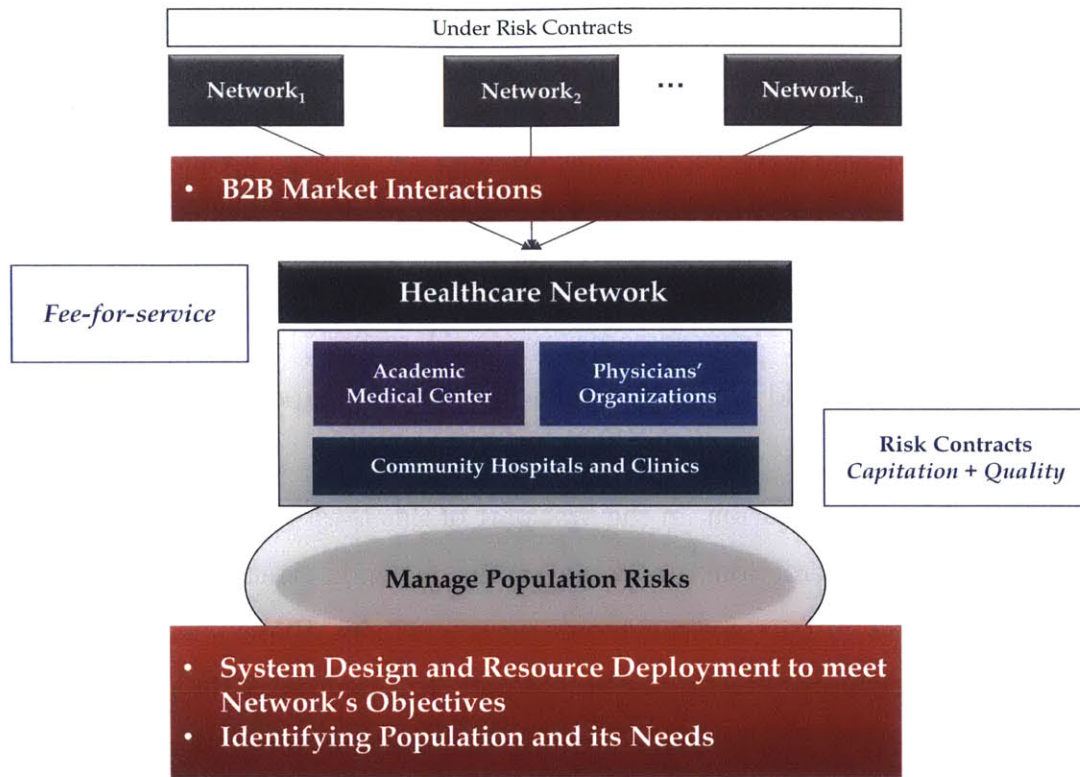 Under Risk Contracts
Network₁
Network₂
...
Networkₙ
• B2B Market Interactions
Healthcare Network
Fee-for-service
Academic
Medical Center
Physicians'
Organizations
Community Hospitals and Clinics
Risk Contracts
Capitation + Quality
Manage Population Risks
• System Design and Resource Deployment to meet
Network's Objectives
• Identifying Population and its Needs